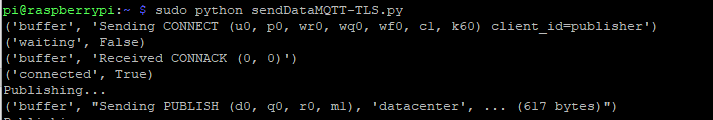 pi@raspberrypi:~ $ sudo python sendDataMQTT-TLS.py
('buffer', 'Sending CONNECT (u0, p0, wr0, wq0, wf0, c1, k60) client_id=publisher')
('waiting', False)
('buffer', 'Received CONNACK (0, 0)')
('connected', True)
Publishing...
('buffer', "Sending PUBLISH (d0, q0, r0, m1), 'datacenter', ... (617 bytes)")